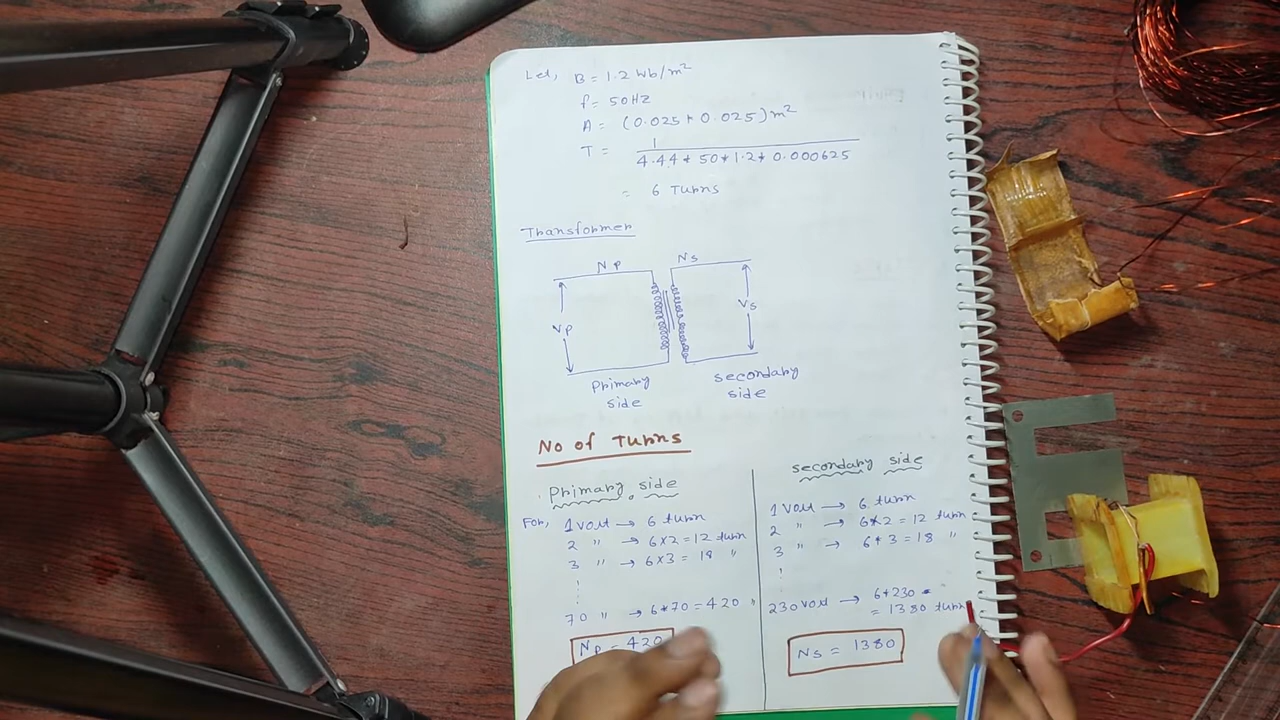 Let, B = 1.2 Wb/m²
f = 50HZ
A = (0.025 * 0.025) m²
T = 1
4.44 * 50 * 1.2 * 0.000625
= 6 Turns
Transformer
NP NS
VP VS
Primary side
secondary side
No of Turns
Primary side
For, 1 Volt → 6 turn
2 " → 6×2 = 12 turn
3 " → 6×3 = 18 "
70 " → 6*70 = 420 "
NP = 420
secondary side
1 Volt → 6 turn
2 " → 6*2 = 12 turn
3 " → 6*3 = 18 "
230 Volt → 6*230
= 1380 turn
NS = 1380